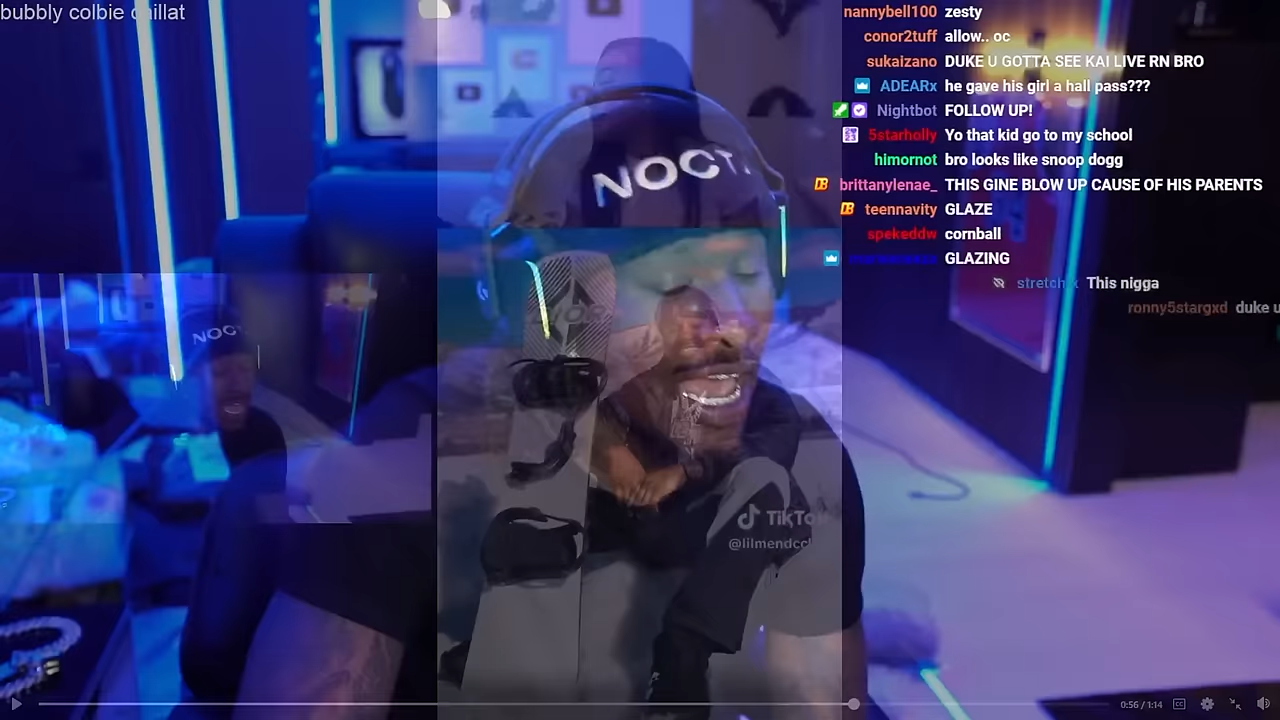 bubbly colbie chillat
nannybell100 zesty
conor2tuff allow.. oc
sukaizano DUKE U GOTTA SEE KAI LIVE RN BRO
ADEARx he gave his girl a hall pass???
Nightbot FOLLOW UP!
5starholly Yo that kid go to my school
himornot bro looks like snoop dogg
brittanylenae_ THIS GINE BLOW UP CAUSE OF HIS PARENTS
teennavity GLAZE
spekeddw cornball
GLAZING
This nigga
ronny5stargxd duke u
NOCT
NOCT
TikTok
0:56 / 1:14